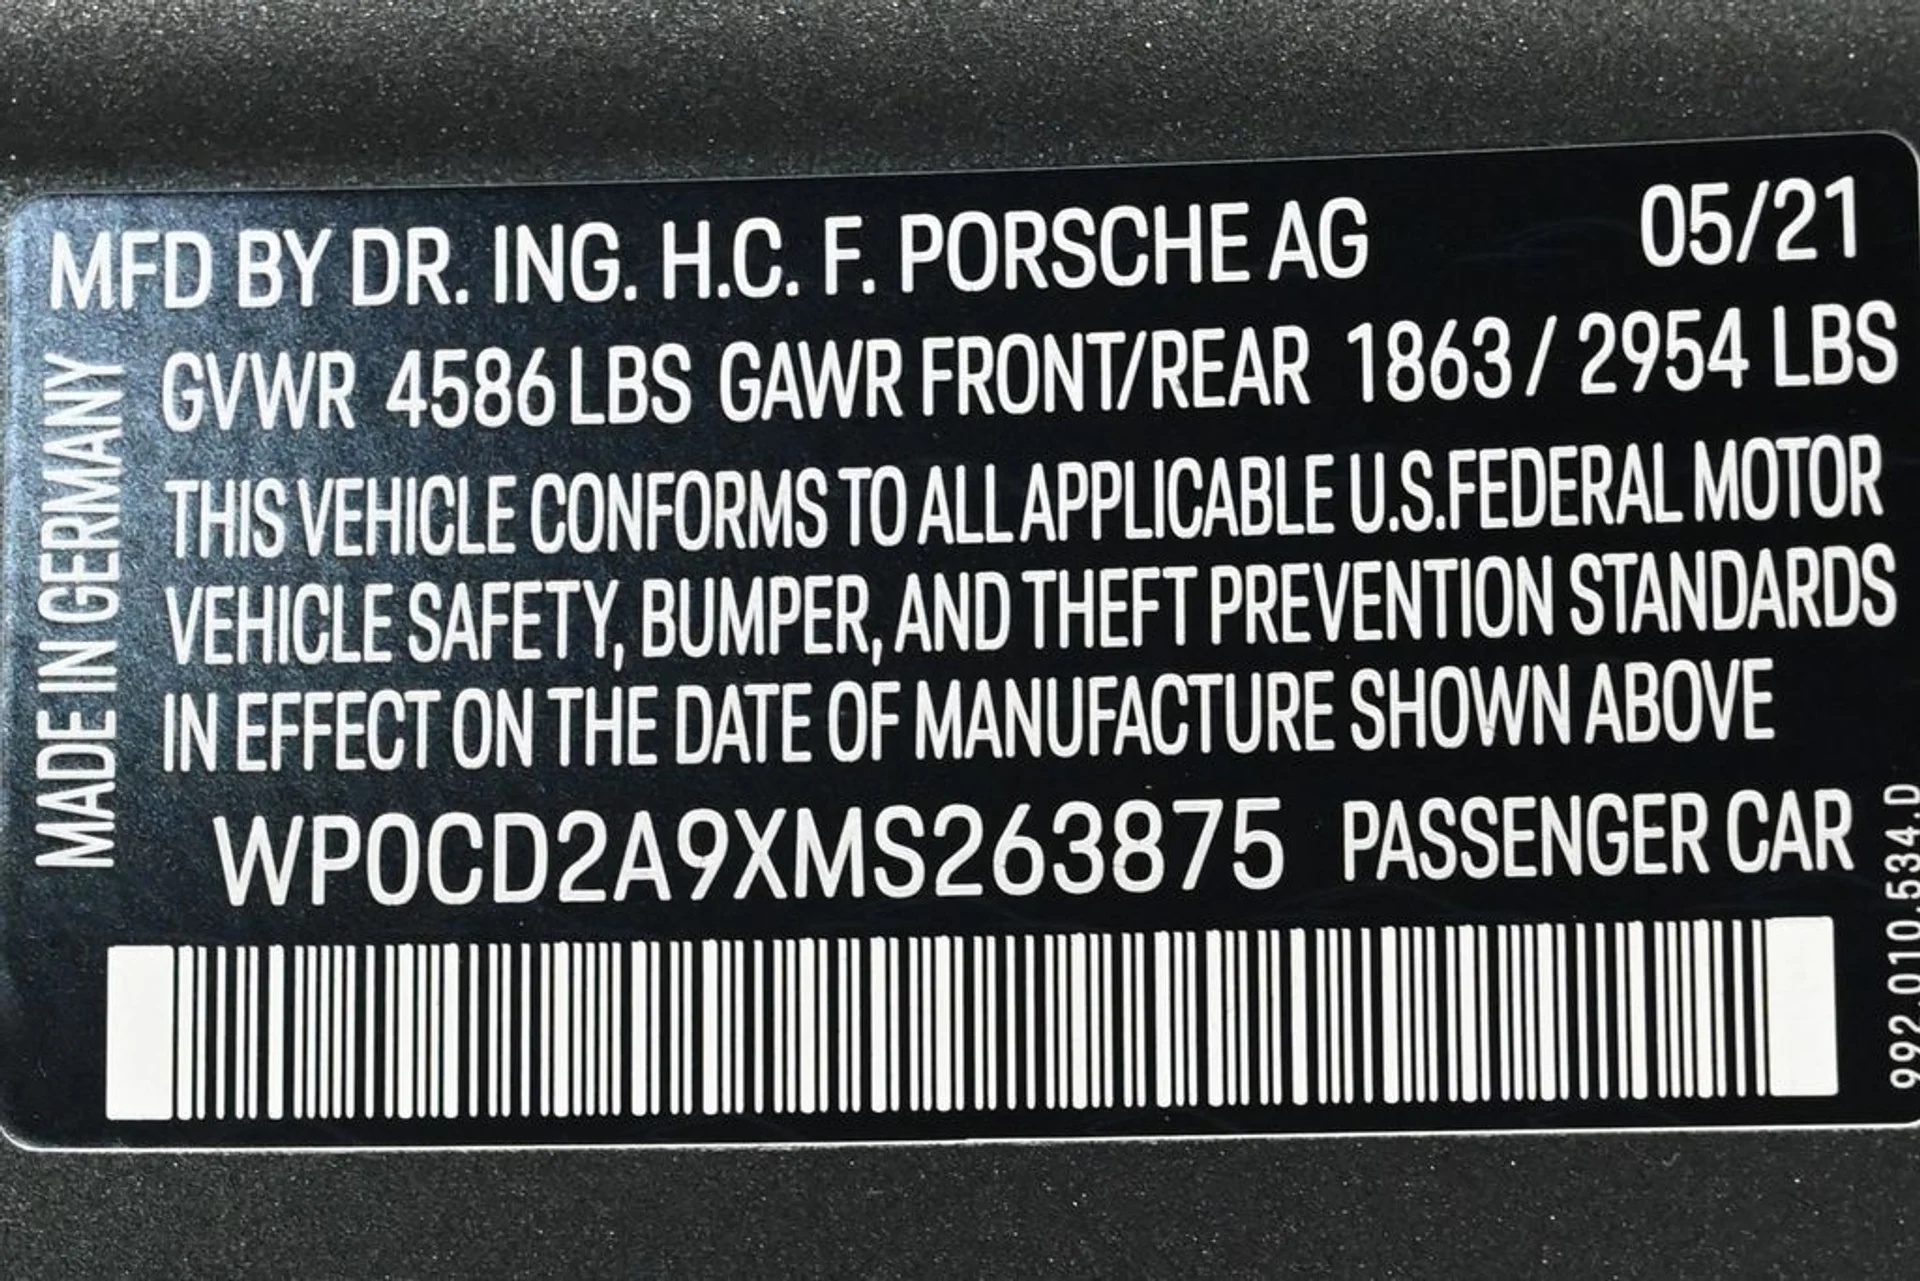 MFD BY DR. ING. H.C. F. PORSCHE AG 05/21
GVWR 4586 LBS GAWR FRONT/REAR 1863 / 2954 LBS
THIS VEHICLE CONFORMS TO ALL APPLICABLE U.S.FEDERAL MOTOR
VEHICLE SAFETY, BUMPER, AND THEFT PREVENTION STANDARDS
IN EFFECT ON THE DATE OF MANUFACTURE SHOWN ABOVE
WP0CD2A9XMS263875 PASSENGER CAR
MADE IN GERMANY
992.010.534.D